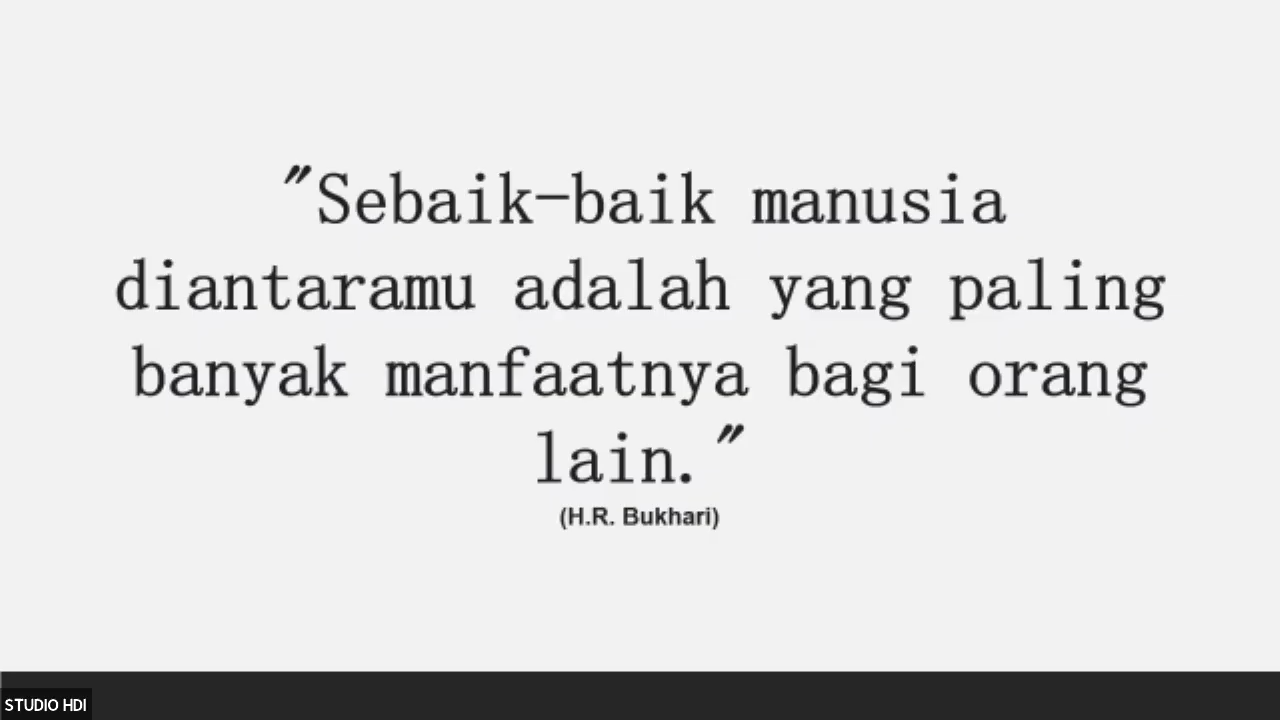 "Sebaik-baik manusia
diantaramu adalah yang paling
banyak manfaatnya bagi orang
lain."
(H.R. Bukhari)
STUDIO HDI